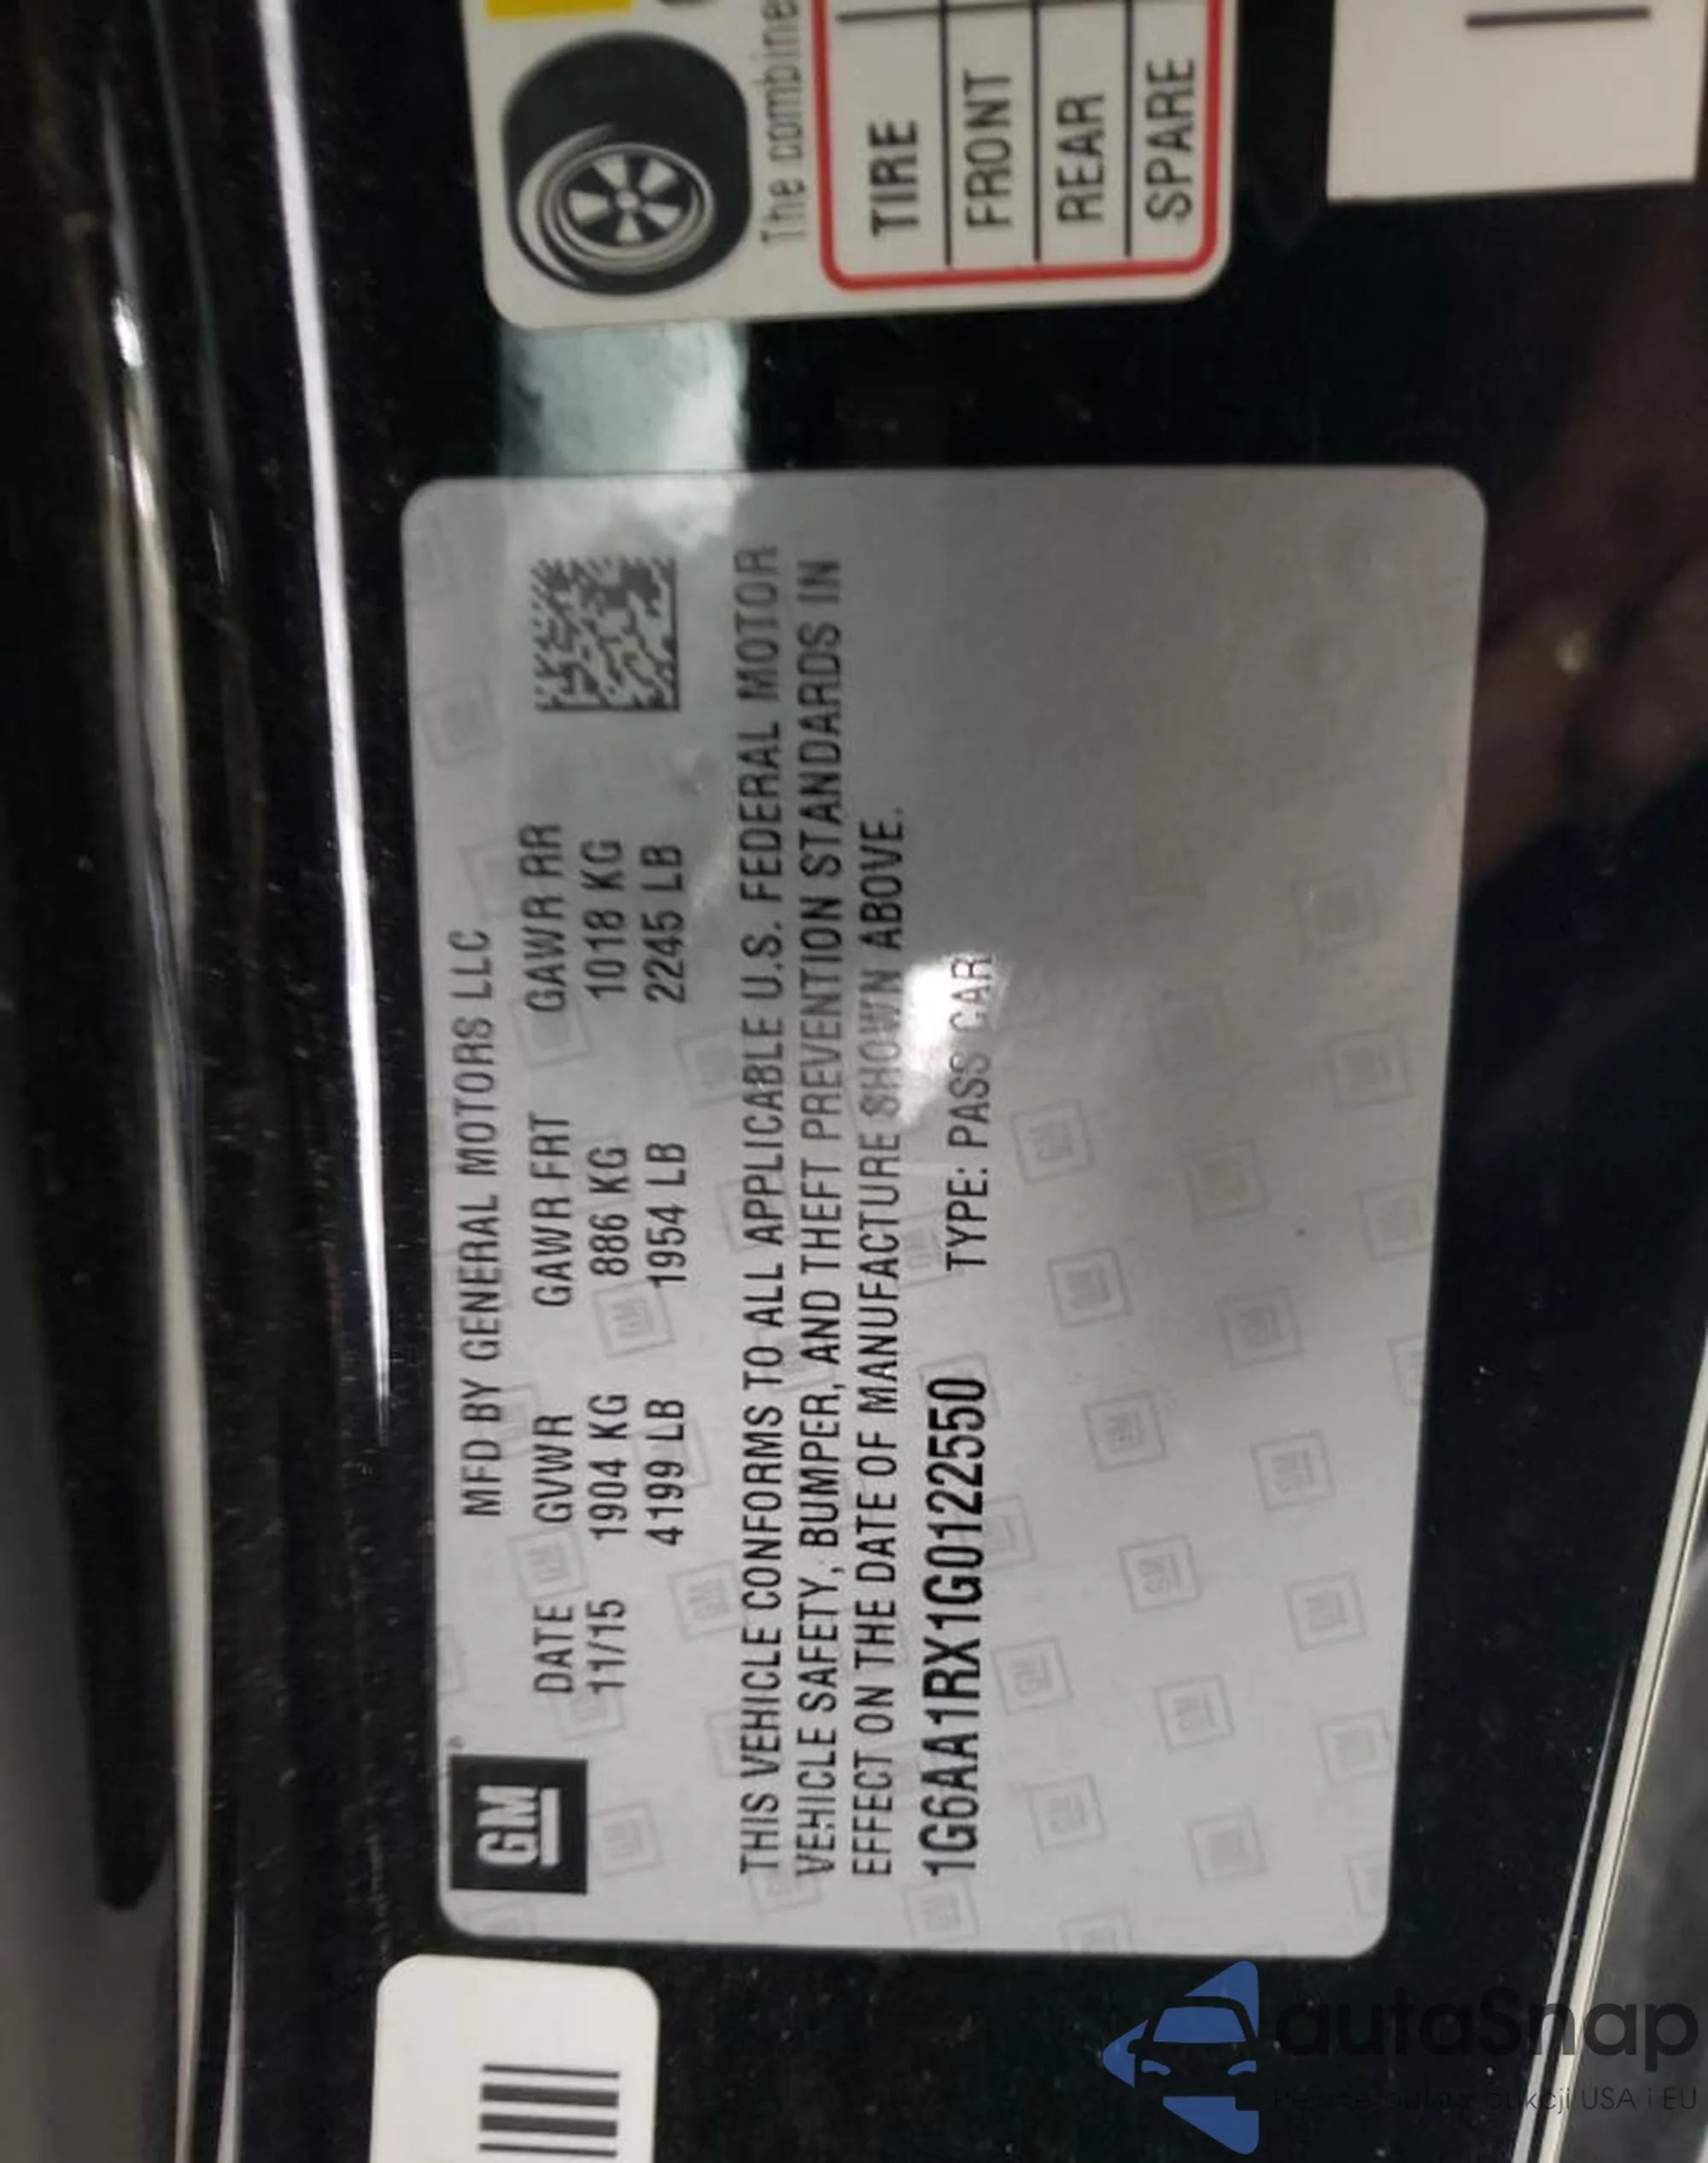 GM
MFD BY GENERAL MOTORS LLC
DATE GVWR GAWR FRT GAWR RR
11/15 1904 KG 886 KG 1018 KG
4199 LB 1954 LB 2245 LB
THIS VEHICLE CONFORMS TO ALL APPLICABLE U.S. FEDERAL MOTOR
VEHICLE SAFETY, BUMPER, AND THEFT PREVENTION STANDARDS IN
EFFECT ON THE DATE OF MANUFACTURE SHOWN ABOVE.
1G6AA1RX1G0122550 TYPE: PASS CAR
The combine
TIRE
FRONT
REAR
SPARE
autaSnap
USA i EU